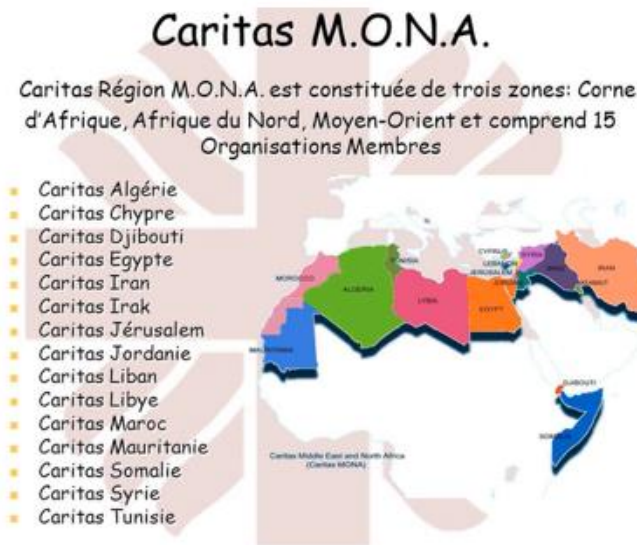 Caritas M.O.N.A.
Caritas Région M.O.N.A. est constituée de trois zones: Corne
d'Afrique, Afrique du Nord, Moyen-Orient et comprend 15
Organisations Membres
Caritas Algérie
Caritas Chypre
Caritas Djibouti
Caritas Egypte
Caritas Iran
Caritas Irak
Caritas Jérusalem
Caritas Jordanie
Caritas Liban
Caritas Libye
Caritas Maroc
Caritas Mauritanie
Caritas Somalie
Caritas Syrie
Caritas Tunisie
MOROCCO
ALGERIA
TUNISIA
LYBIA
EGYPT
CYPRUS
LEBANON
JERUSALEM
SYRIA
IRAN
MAURITANIA
DJIBOUTI
SOMALIA
Caritas Middle East and North Africa
(Caritas MONA)